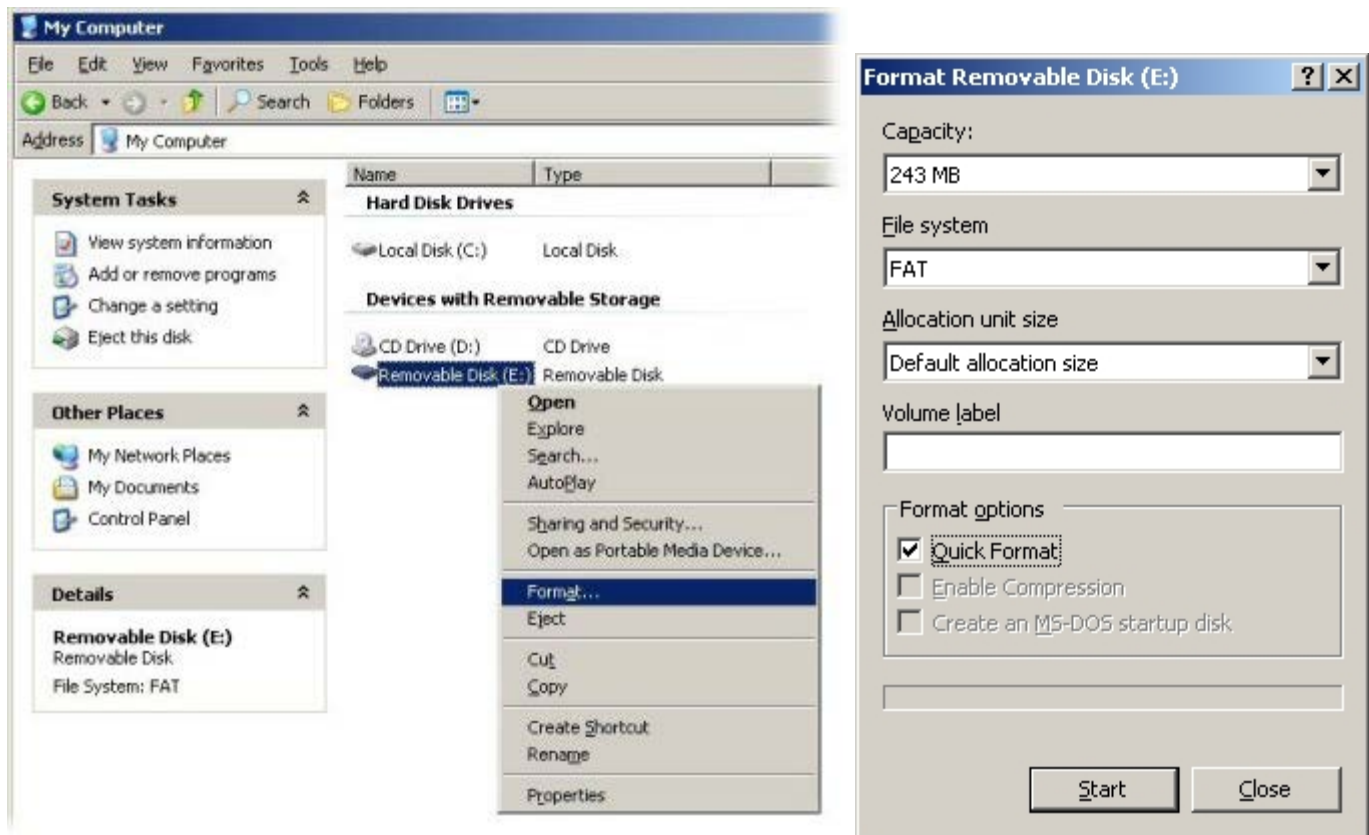 My Computer
File Edit View Favorites Tools Help
Back Search Folders
Address My Computer
System Tasks
View system information
Add or remove programs
Change a setting
Eject this disk
Other Places
My Network Places
My Documents
Control Panel
Details
Removable Disk (E:)
Removable Disk
File System: FAT
Name Type
Hard Disk Drives
Local Disk (C:) Local Disk
Devices with Removable Storage
CD Drive (D:) CD Drive
Removable Disk (E:) Removable Disk
Open
Explore
Search...
AutoPlay
Sharing and Security...
Open as Portable Media Device...
Format...
Eject
Cut
Copy
Create Shortcut
Rename
Properties
Format Removable Disk (E:)
Capacity:
243 MB
File system
FAT
Allocation unit size
Default allocation size
Volume label
Format options
Quick Format
Enable Compression
Create an MS-DOS startup disk
Start Close